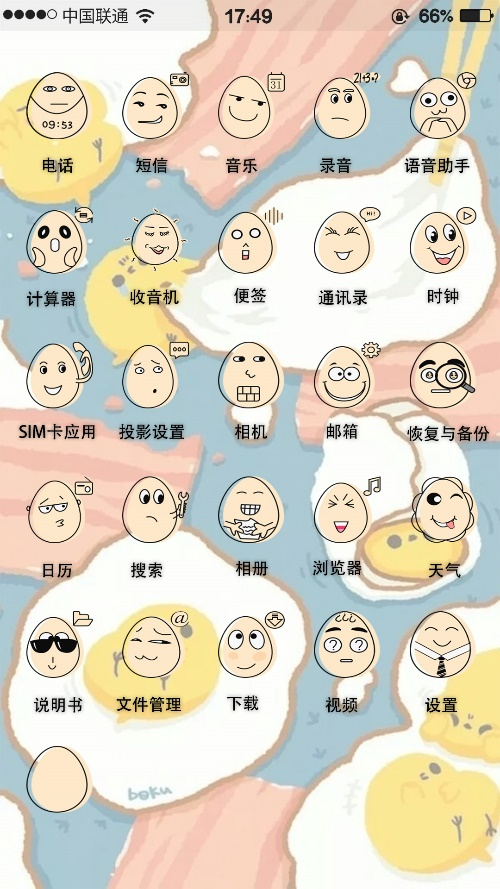 中国联通 17:49 66%
21+3=?
31
09:53
电话 短信 音乐 录音 语音助手
Hi!
计算器 收音机 便签 通讯录 时钟
SIM卡应用 投影设置 相机 邮箱 恢复与备份
日历 搜索 相册 浏览器 天气
@
? ?
说明书 文件管理 下载 视频 设置
boku